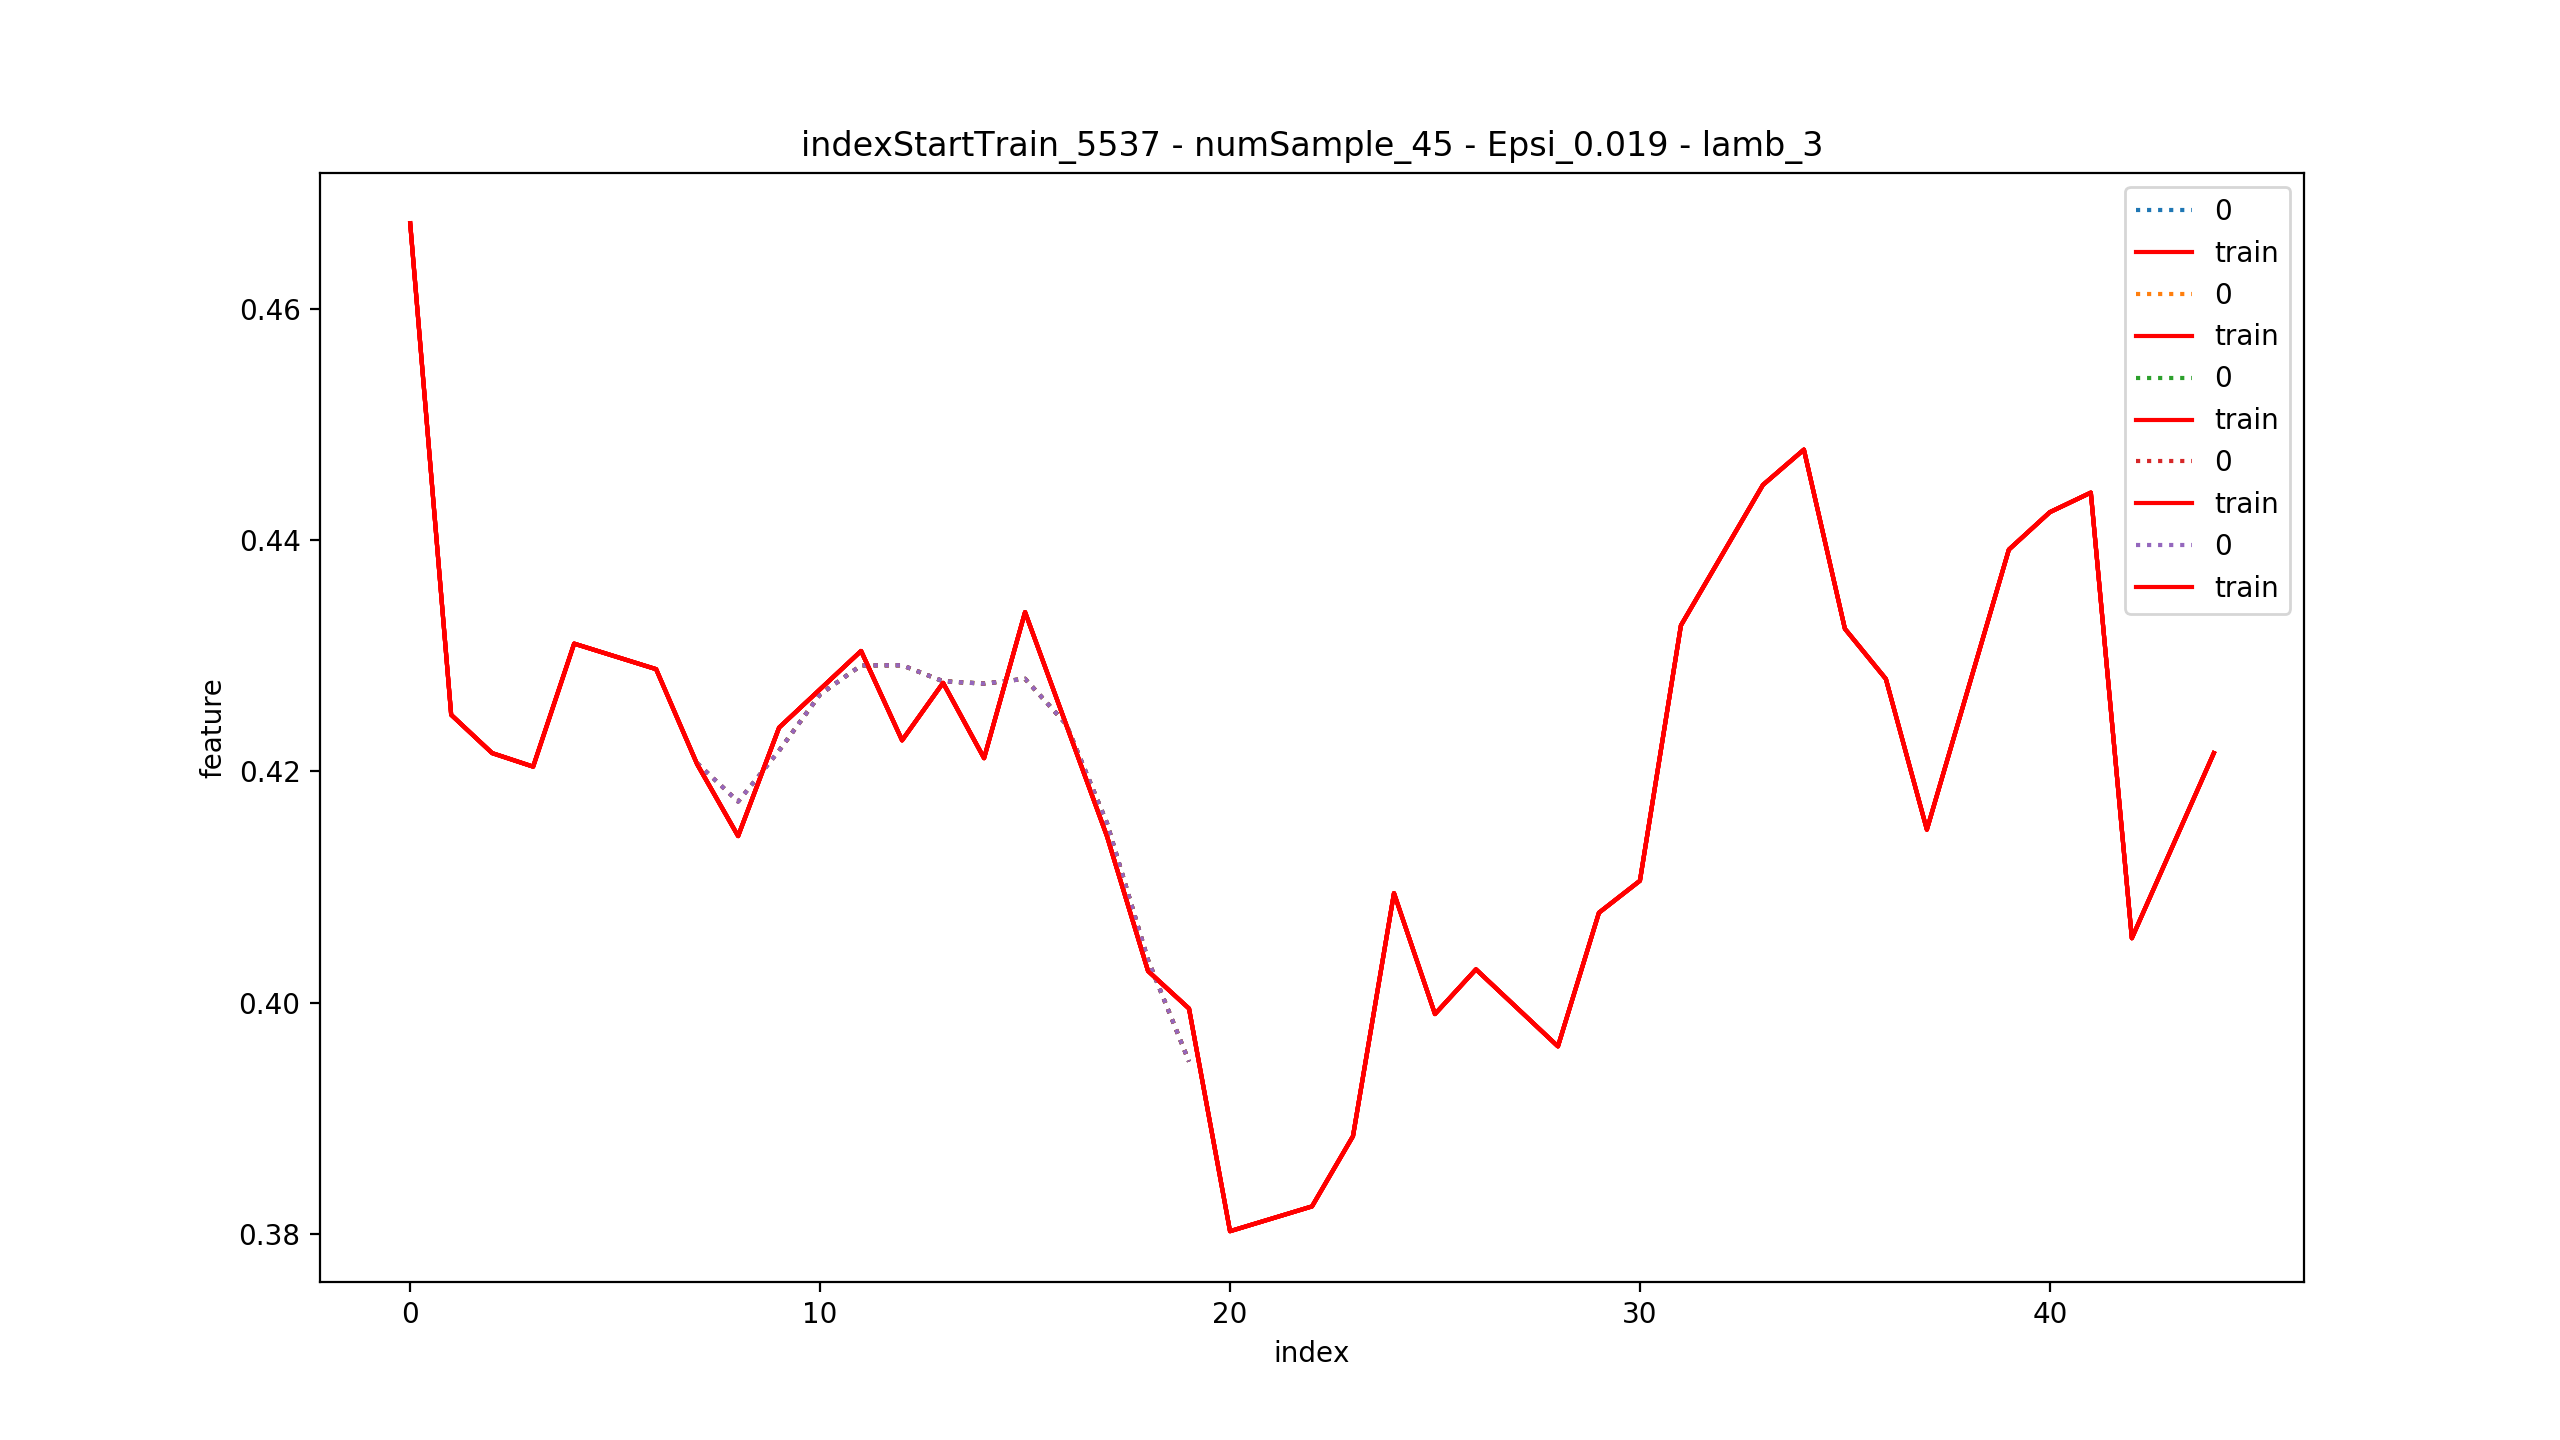 indexStartTrain_5537 - numSample_45 - Epsi_0.019 - lamb_3
0
train
0
train
0
train
0
train
0
train
0.46
0.44
0.42
0.40
0.38
feature
0 10 20 30 40
index